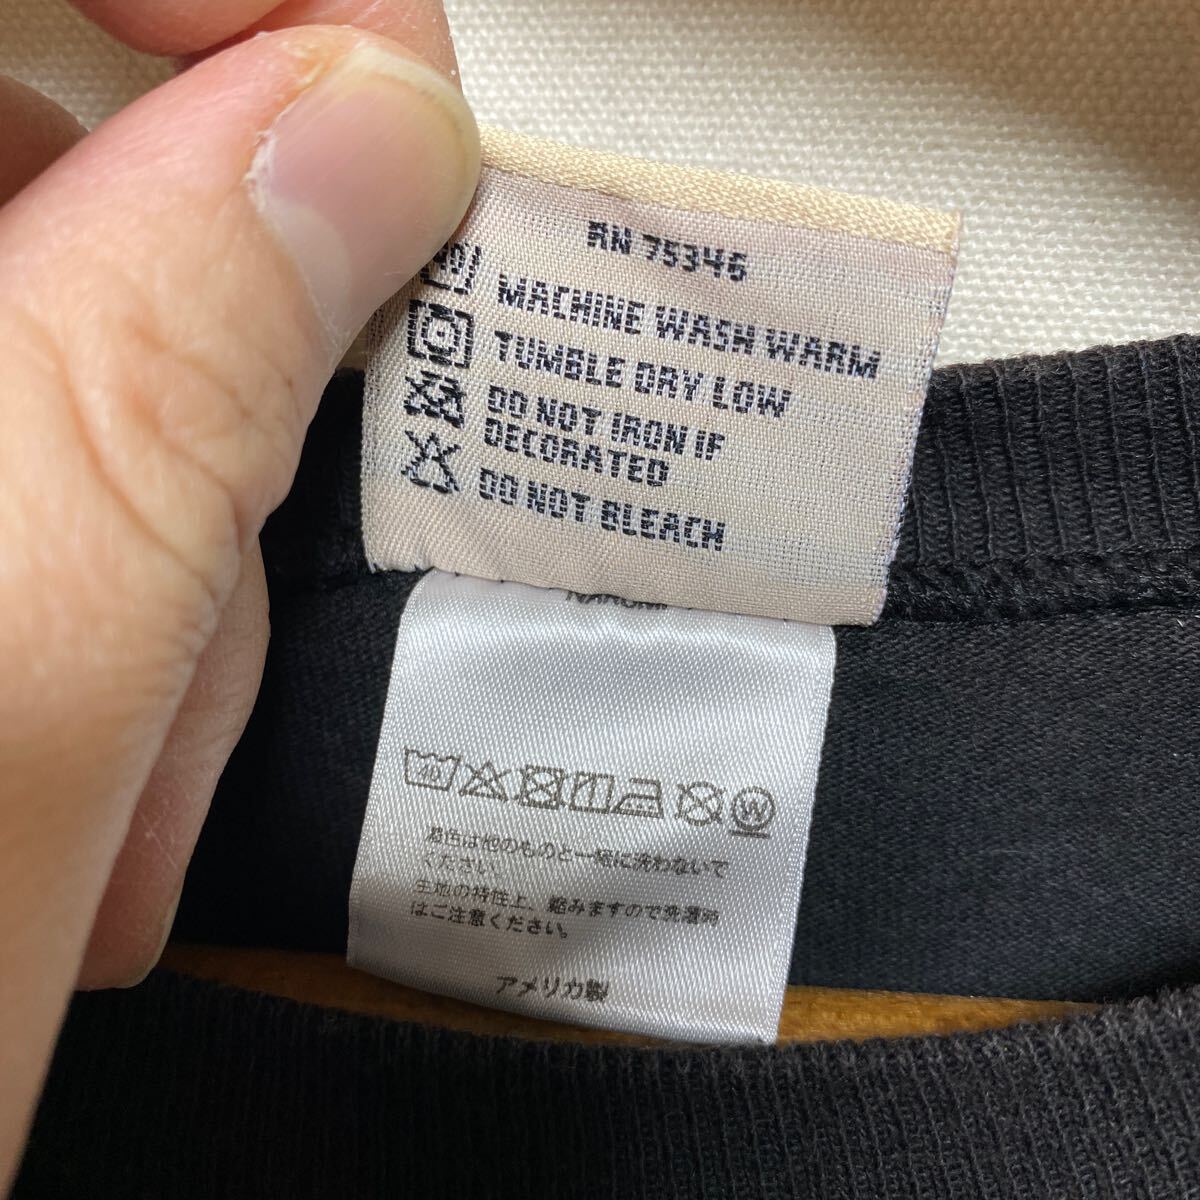 RN 75346
MACHINE WASH WARM
TUMBLE DRY LOW
DO NOT IRON IF
DECORATED
DO NOT BLEACH
40
W
濃色は他のものと一緒に洗わないで
ください。
生地の特性上、縮みますので洗濯時
はご注意ください。
アメリカ製